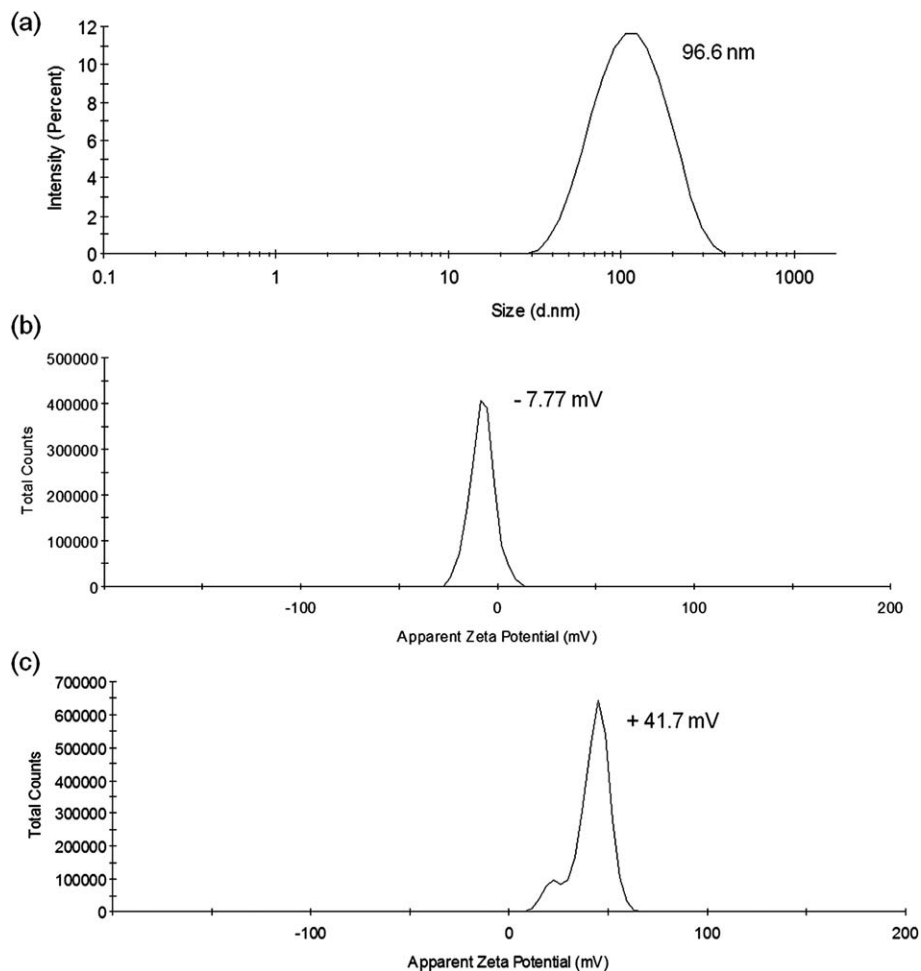 (a)
12
10
8
6
4
2
0
Intensity (Percent)
96.6 nm
0.1 1 10 100 1000
Size (d.nm)
(b)
500000
400000
300000
200000
100000
0
Total Counts
- 7.77 mV
-100 0 100 200
Apparent Zeta Potential (mV)
(c)
700000
600000
500000
400000
300000
200000
100000
0
Total Counts
+ 41.7 mV
-100 0 100 200
Apparent Zeta Potential (mV)